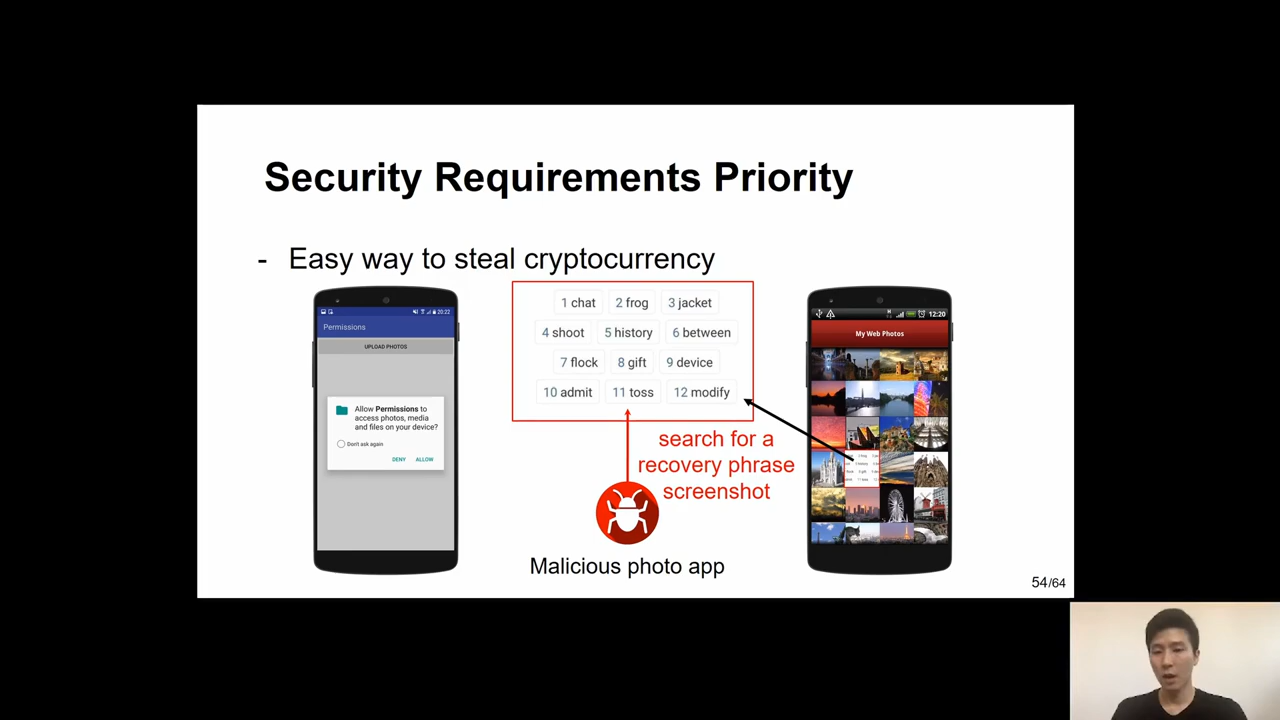 Security Requirements Priority
- Easy way to steal cryptocurrency
20:22
Permissions
UPLOAD PHOTOS
Allow Permissions to
access photos, media
and files on your device?
Don't ask again
DENY ALLOW
1 chat 2 frog 3 jacket
4 shoot 5 history 6 between
7 flock 8 gift 9 device
10 admit 11 toss 12 modify
search for a
recovery phrase
screenshot
Malicious photo app
12:20
My Web Photos
54/64